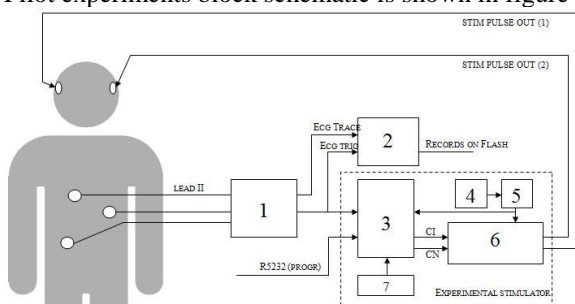 Pilot experiments block schematic is shown in figure
STIM PULSE OUT (1)
STIM PULSE OUT (2)
ECG TRACE
ECG TRIG
2
RECORDS ON FLASH
LEAD II
1
3
4
5
CI
6
CN
R5232 (PROGR)
7
EXPERIMENTAL STIMULATOR